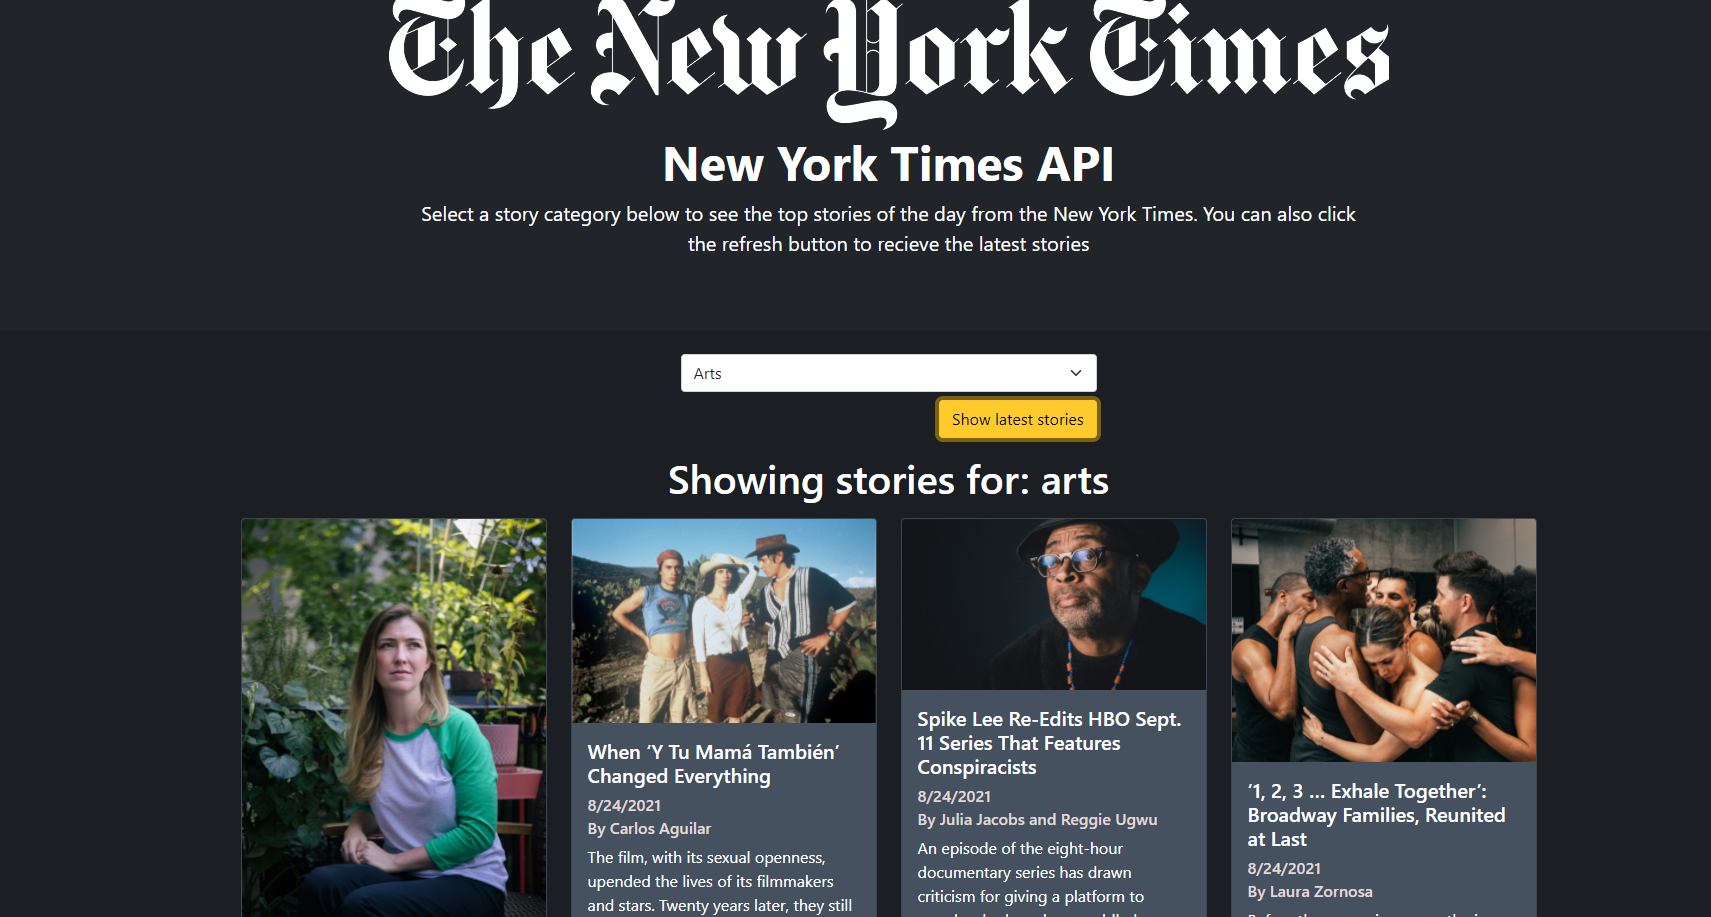 The New York Times
New York Times API
Select a story category below to see the top stories of the day from the New York Times. You can also click
the refresh button to recieve the latest stories
Arts
Show latest stories
Showing stories for: arts
When ‘Y Tu Mamá También’
Changed Everything
8/24/2021
By Carlos Aguilar
The film, with its sexual openness,
upended the lives of its filmmakers
and stars. Twenty years later, they still
Spike Lee Re-Edits HBO Sept.
11 Series That Features
Conspiracists
8/24/2021
By Julia Jacobs and Reggie Ugwu
An episode of the eight-hour
documentary series has drawn
criticism for giving a platform to
‘1, 2, 3 … Exhale Together’:
Broadway Families, Reunited
at Last
8/24/2021
By Laura Zornosa